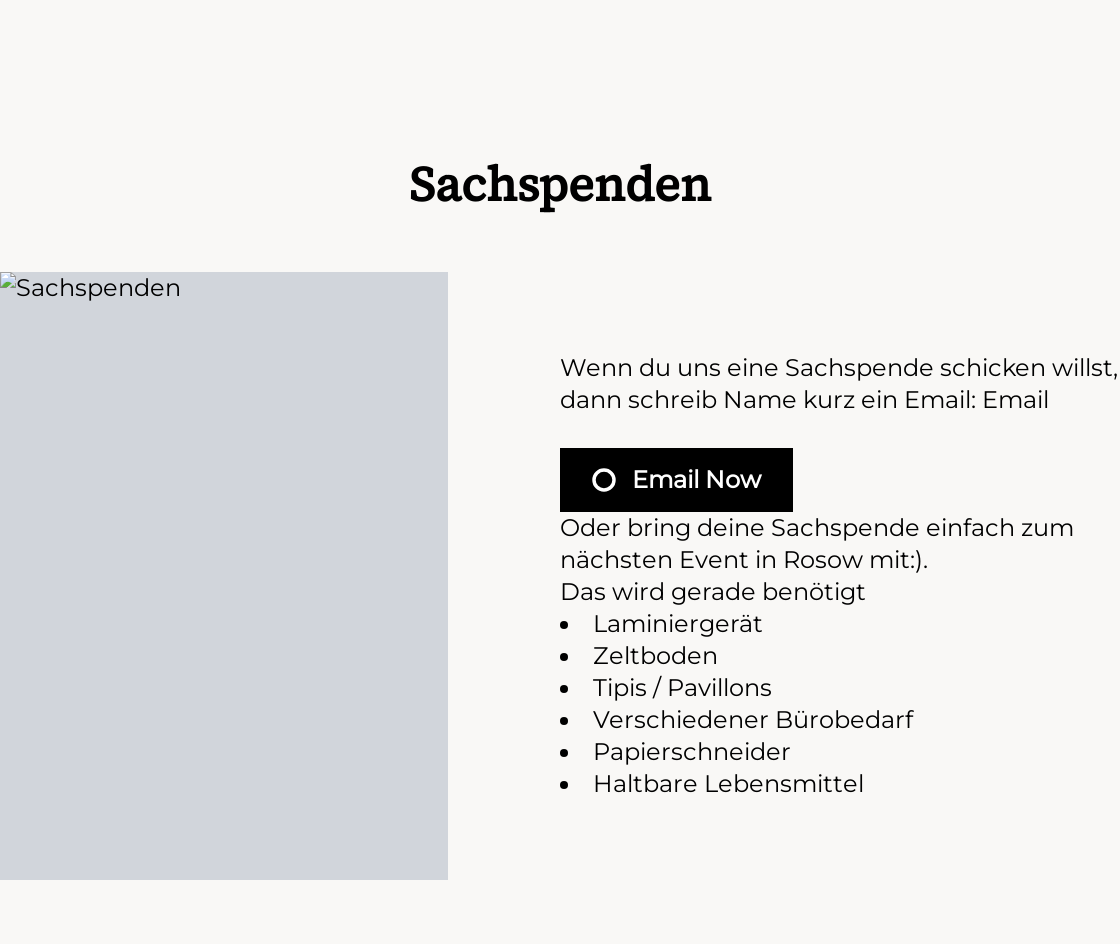 Sachspenden
Sachspenden
Wenn du uns eine Sachspende schicken willst,
dann schreib Name kurz ein Email: Email
Email Now
Oder bring deine Sachspende einfach zum
nächsten Event in Rosow mit:).
Das wird gerade benötigt
• Laminiergerät
• Zeltboden
• Tipis / Pavillons
• Verschiedener Bürobedarf
• Papierschneider
• Haltbare Lebensmittel